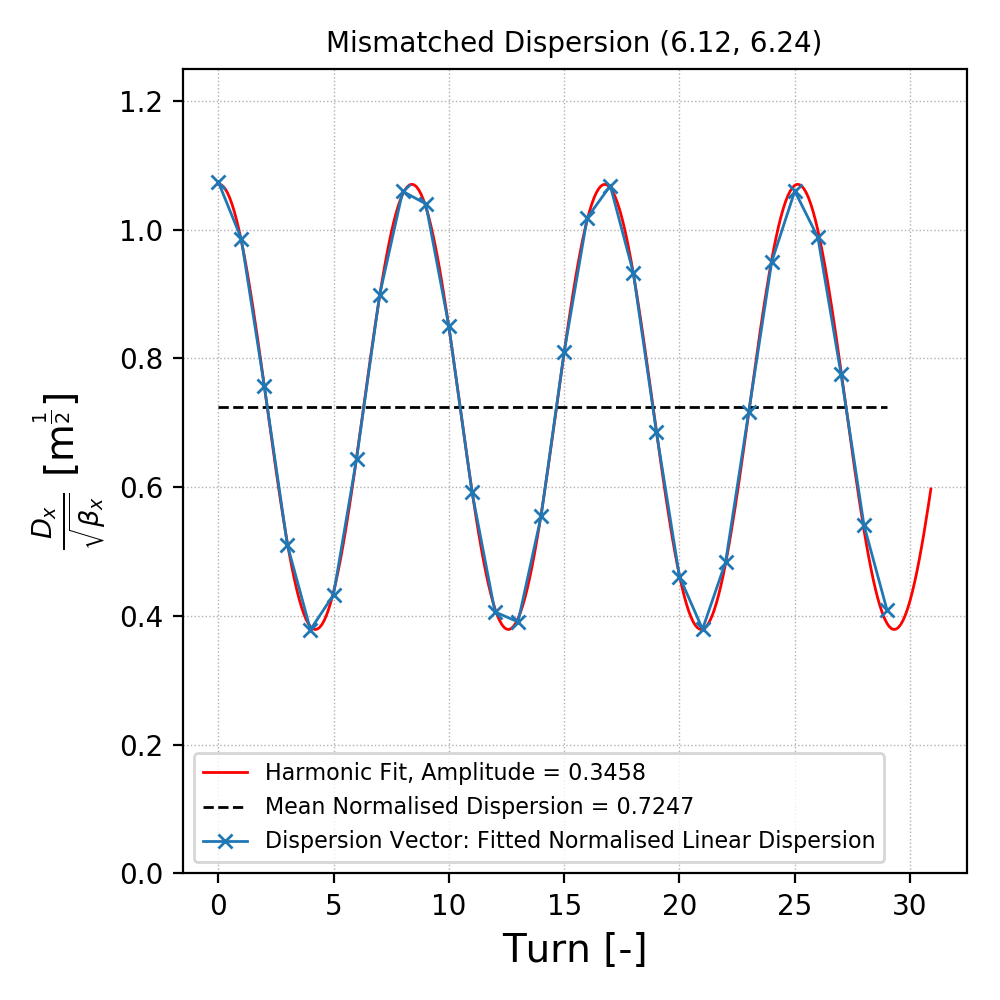 Mismatched Dispersion (6.12, 6.24)
1.2
1.0
0.8
0.6
0.4
0.2
0.0
D_x/√β_x [m^{1/2}]
Harmonic Fit, Amplitude = 0.3458
Mean Normalised Dispersion = 0.7247
Dispersion Vector: Fitted Normalised Linear Dispersion
0 5 10 15 20 25 30
Turn [-]